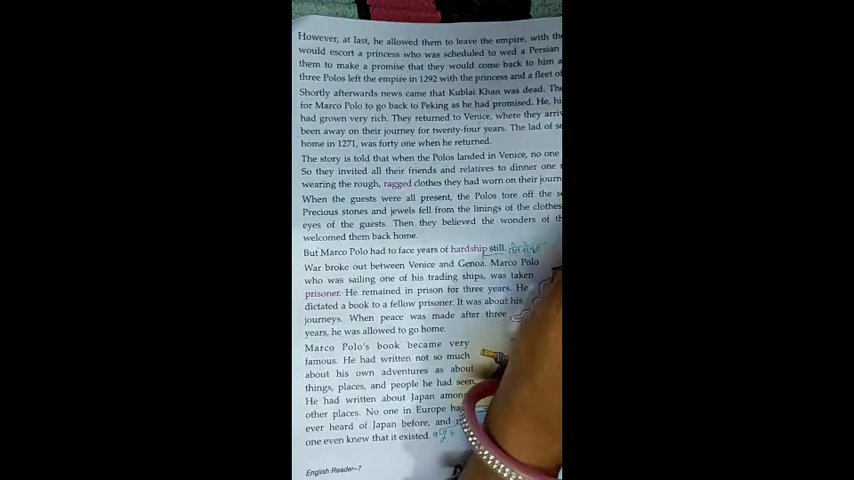 However, at last, he allowed them to leave the empire, with the
would escort a princess who was scheduled to wed a Persian
them to make a promise that they would come back to him a
three Polos left the empire in 1292 with the princess and a fleet of
Shortly afterwards news came that Kublai Khan was dead. The
for Marco Polo to go back to Peking as he had promised. He, hi
had grown very rich. They returned to Venice, where they arri
been away on their journey for twenty-four years. The lad of se
home in 1271, was forty one when he returned.
The story is told that when the Polos landed in Venice, no one
So they invited all their friends and relatives to dinner one
wearing the rough, ragged clothes they had worn on their journ
When the guests were all present, the Polos tore off the se
Precious stones and jewels fell from the linings of the clothes
eyes of the guests. Then they believed the wonders of th
welcomed them back home.
But Marco Polo had to face years of hardship still.
War broke out between Venice and Genoa. Marco Polo
who was sailing one of his trading ships, was taken
prisoner. He remained in prison for three years. He
dictated a book to a fellow prisoner. It was about his
journeys. When peace was made after three
years, he was allowed to go home.
Marco Polo's book became very
famous. He had written not so much
about his own adventures as about
things, places, and people he had seen.
He had written about Japan among
other places. No one in Europe ha
ever heard of Japan before, and n
one even knew that it existed.
English Reader-7